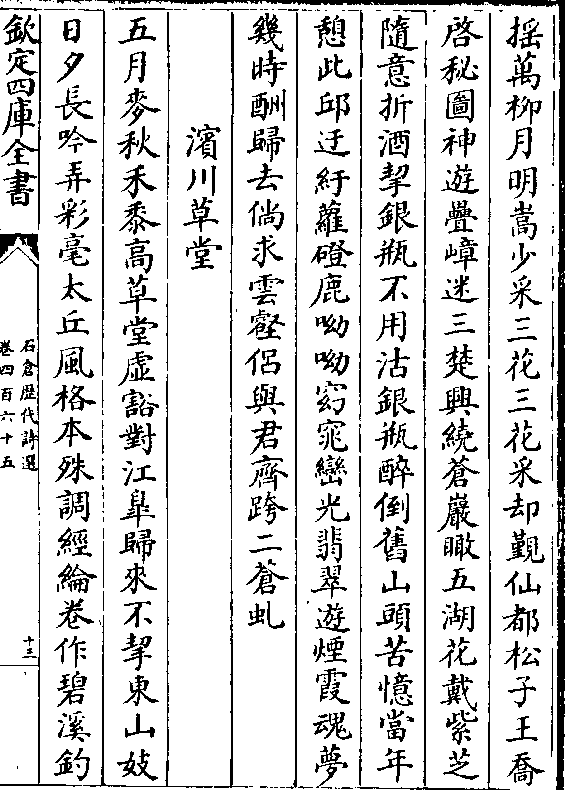 揺萬柳月明嵩少采三花三花采却覲仙都松子王喬
啓秘圖神遊疊嶂迷三楚興繞蒼巖瞰五湖花戴紫芝
隨意折酒挈銀瓶不用沽銀瓶醉倒舊山頭苦憶當年
憩此邱迂紆蘿磴鹿呦呦窈窕巒光翡翠遊煙霞魂夢
幾時酬歸去倘求雲壑侶與君齊跨二蒼虬
濱川草堂
五月麥秋禾黍高草堂虛豁對江臯歸來不挈東山妓
日夕長吟弄彩毫太丘風格本殊調經綸卷作碧溪釣
欽定四庫全書
石倉歴代詩選
卷四百六十五
十三